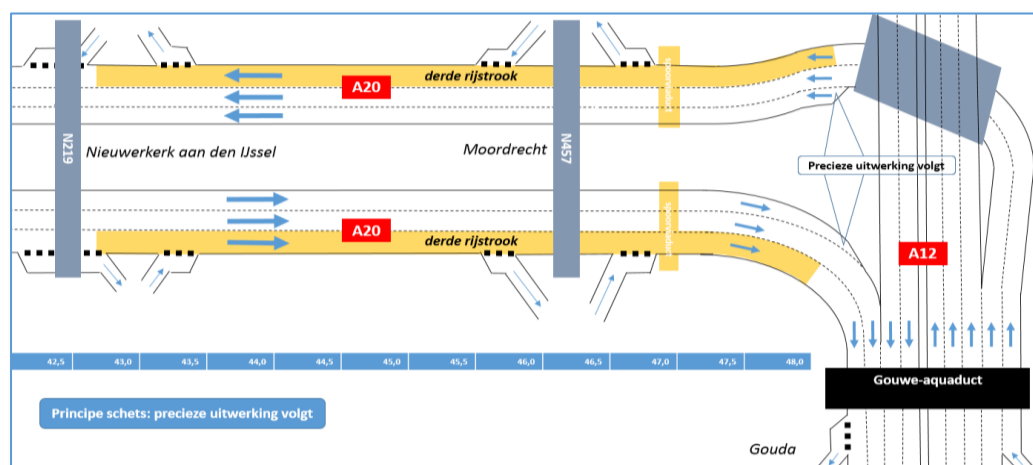 derde rijstrook
A20
spoorviaduct
N219
Nieuwerkerk aan den IJssel
Moordrecht
N457
Precieze uitwerking volgt
A20
derde rijstrook
spoorviaduct
A12
42,5 43,0 43,5 44,0 44,5 45,0 45,5 46,0 46,5 47,0 47,5 48,0
Gouwe-aquaduct
Principe schets: precieze uitwerking volgt
Gouda